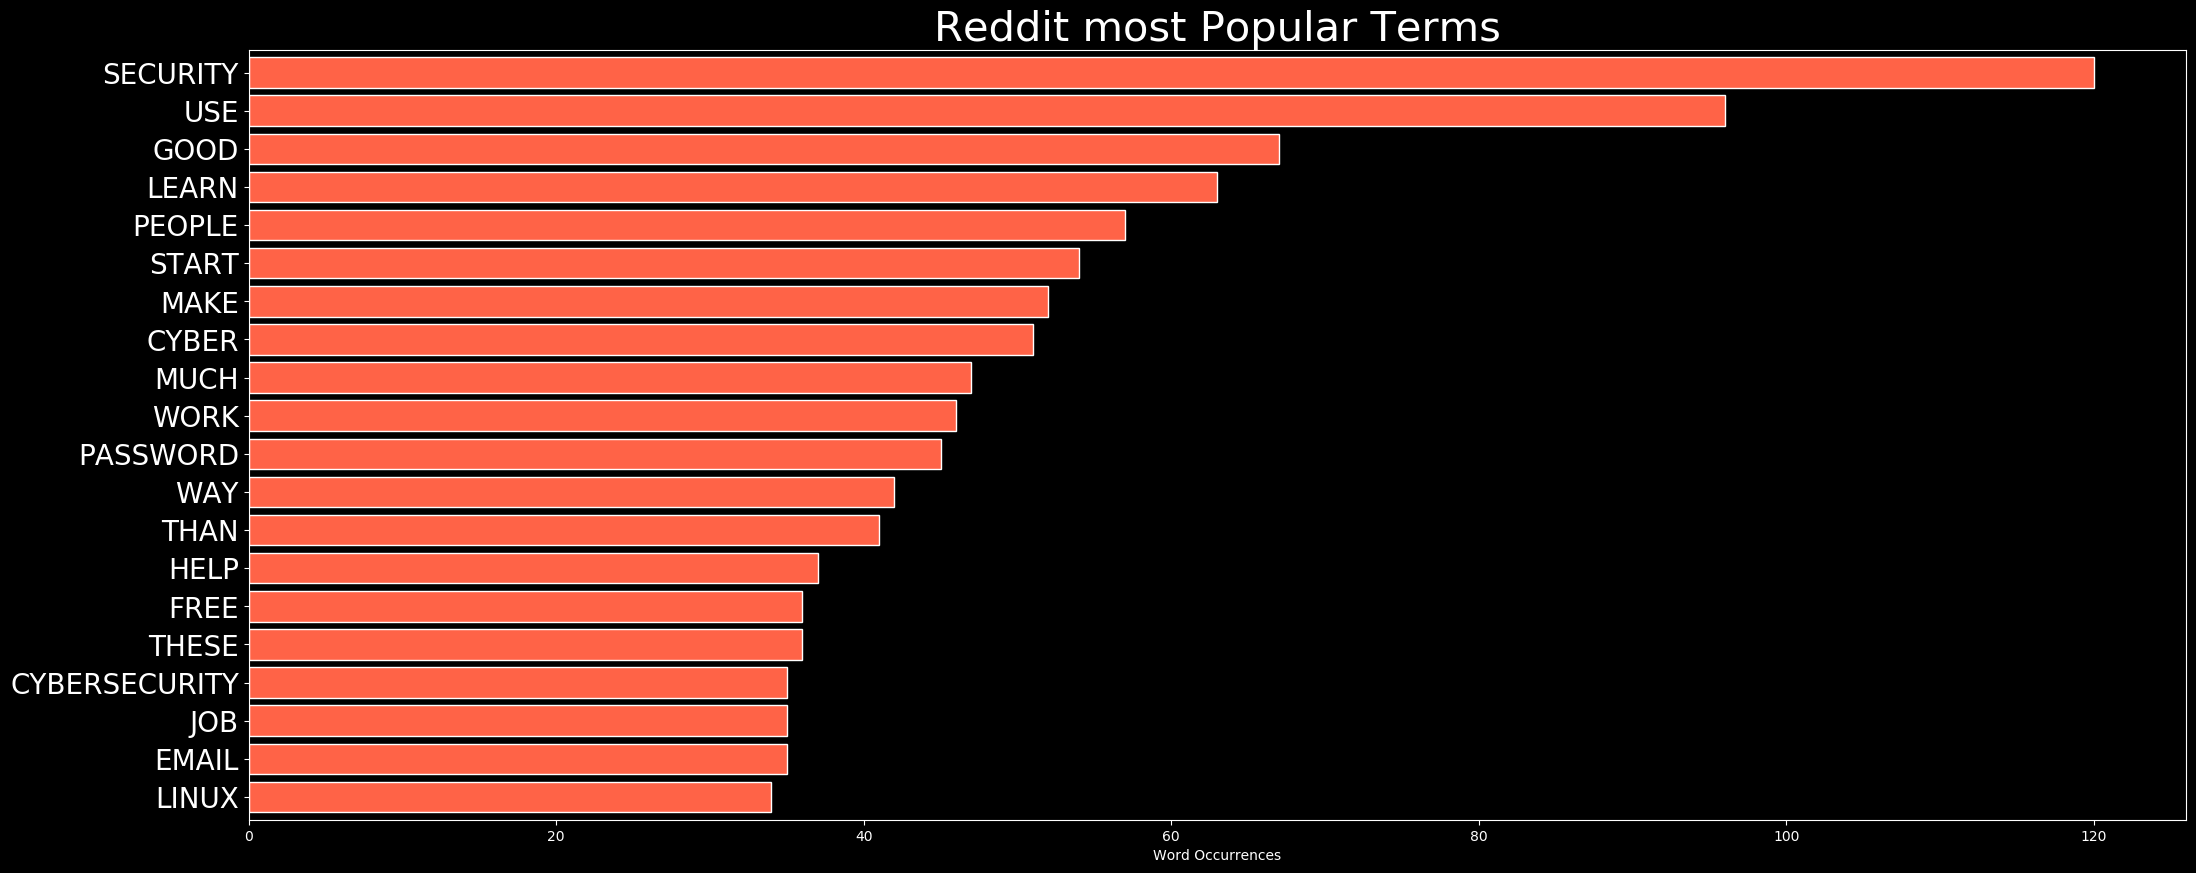 Reddit most Popular Terms
SECURITY
USE
GOOD
LEARN
PEOPLE
START
MAKE
CYBER
MUCH
WORK
PASSWORD
WAY
THAN
HELP
FREE
THESE
CYBERSECURITY
JOB
EMAIL
LINUX
0 20 40 60 80 100 120
Word Occurrences